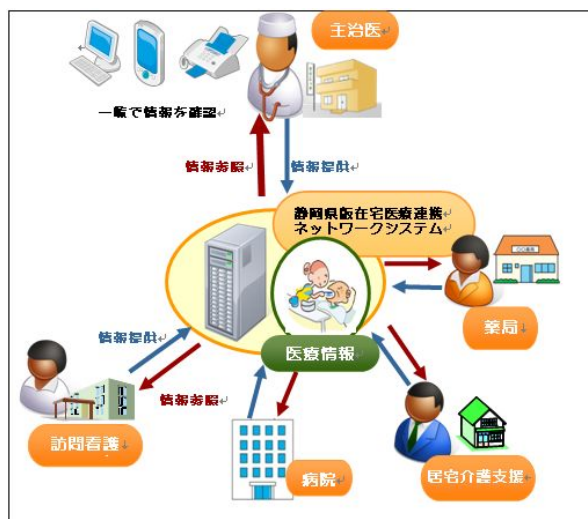 主治医
一覧で情報を確認
情報参照
情報提供
静岡県版在宅医療連携
ネットワークシステム
薬局
医療情報
情報提供
情報参照
訪問看護
病院
居宅介護支援